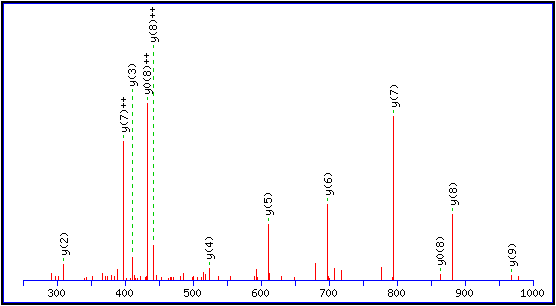 y(8)++
y0(8)++
y(3)
y(7)++
y(7)
y(6)
y(8)
y(5)
y(2)
y(4)
y0(8)
y(9)
300 400 500 600 700 800 900 1000